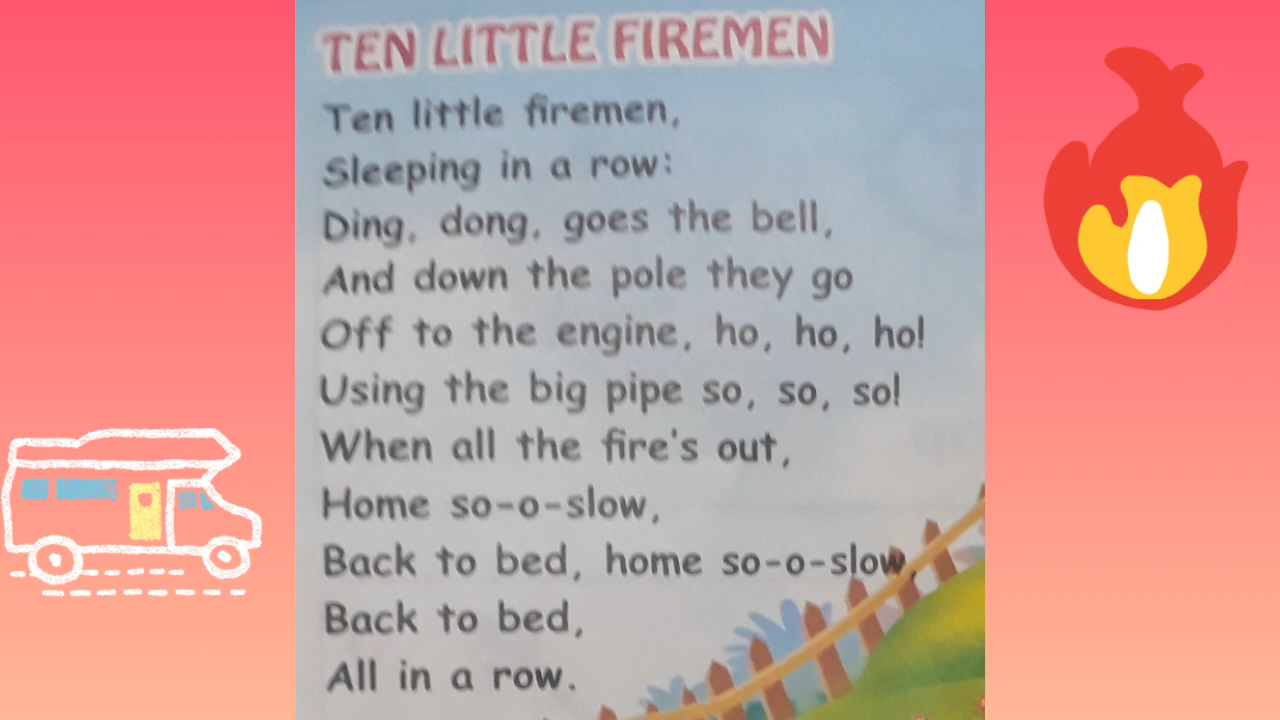 TEN LITTLE FIREMEN
Ten little firemen,
Sleeping in a row:
Ding, dong, goes the bell,
And down the pole they go
Off to the engine, ho, ho, ho!
Using the big pipe so, so, so!
When all the fire's out,
Home so-o-slow,
Back to bed, home so-o-slow,
Back to bed,
All in a row.